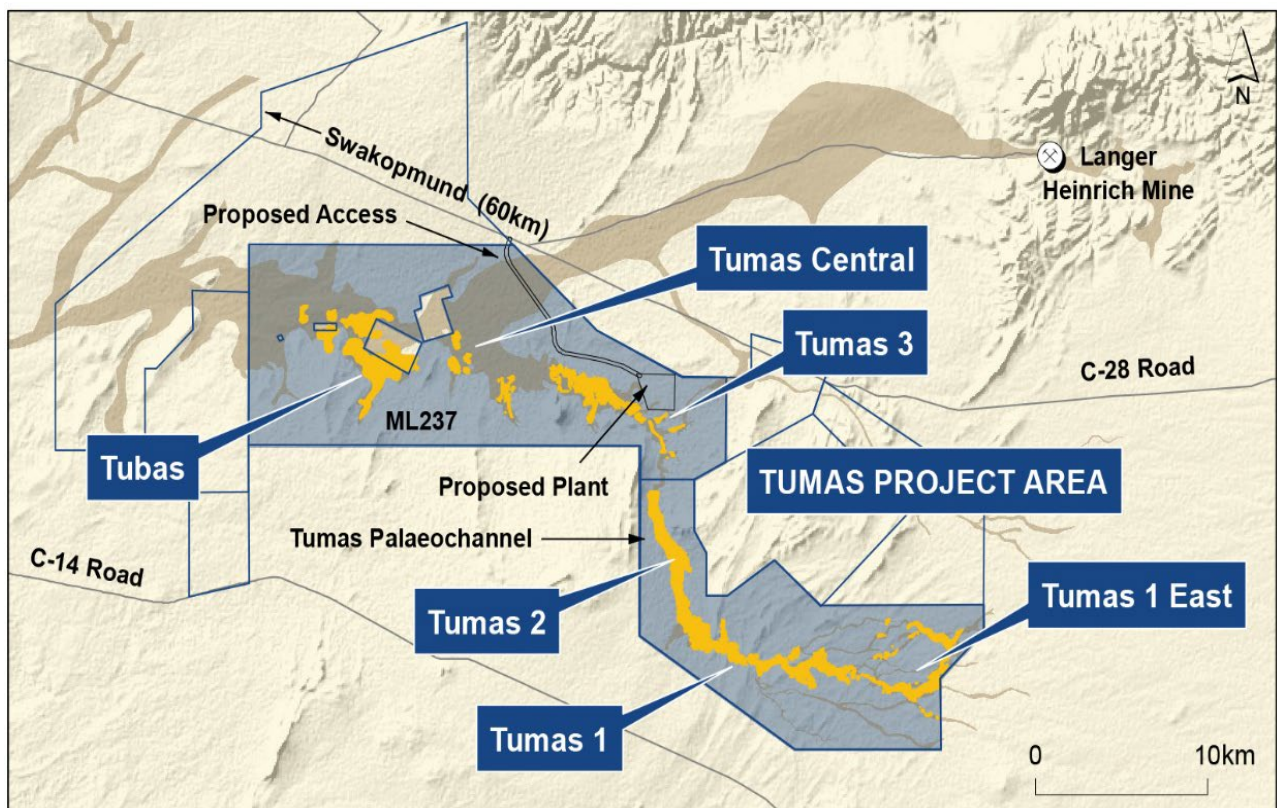 N
Langer
Heinrich Mine
Swakopmund (60km)
Proposed Access
Tumas Central
Tumas 3
C-28 Road
ML237
Tubas
Proposed Plant
TUMAS PROJECT AREA
Tumas Palaeochannel
C-14 Road
Tumas 2
Tumas 1 East
Tumas 1
0 10km